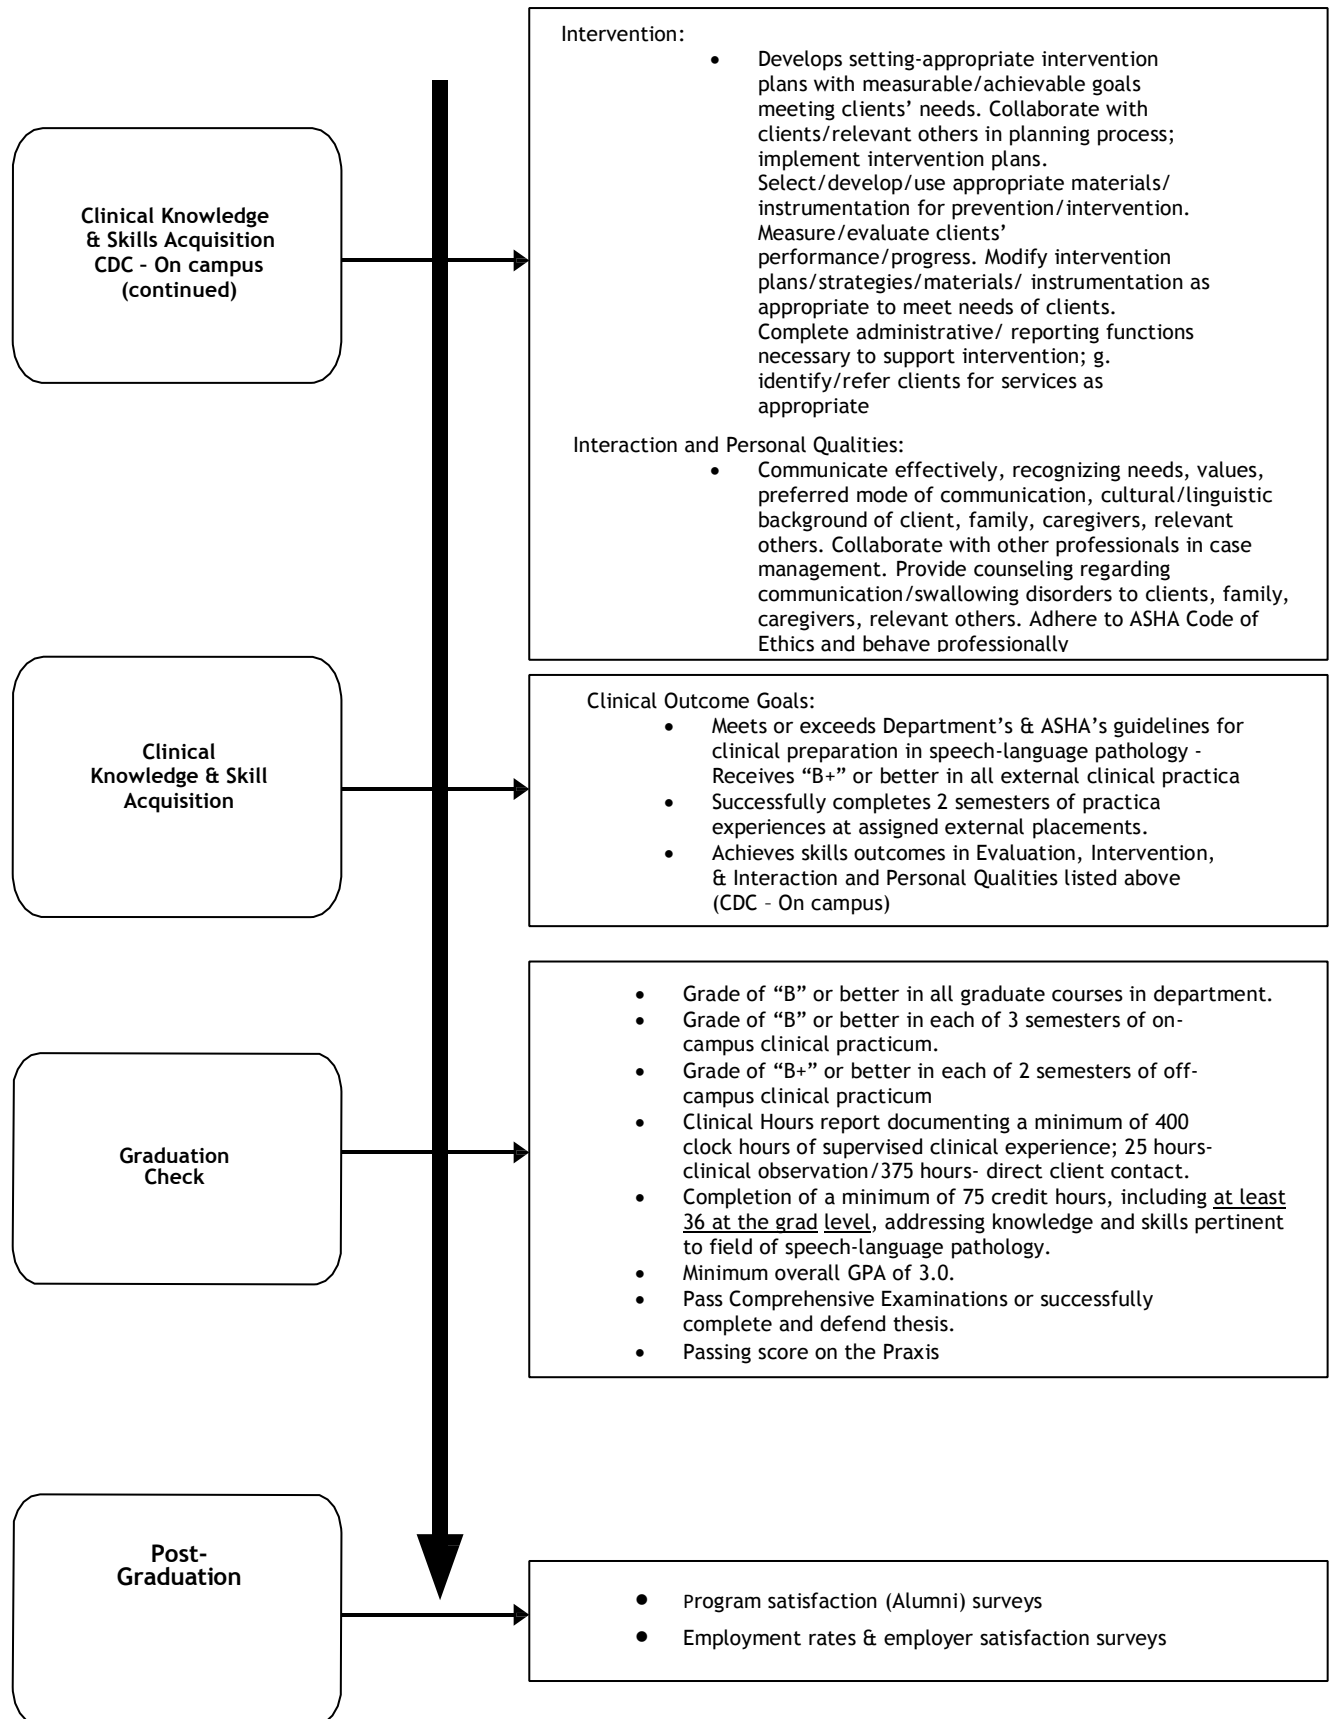 Intervention:
• Develops setting-appropriate intervention
plans with measurable/achievable goals
meeting clients’ needs. Collaborate with
clients/relevant others in planning process;
implement intervention plans.
Select/develop/use appropriate materials/
instrumentation for prevention/intervention.
Measure/evaluate clients’
performance/progress. Modify intervention
plans/strategies/materials/ instrumentation as
appropriate to meet needs of clients.
Complete administrative/ reporting functions
necessary to support intervention; g.
identify/refer clients for services as
appropriate
Interaction and Personal Qualities:
• Communicate effectively, recognizing needs, values,
preferred mode of communication, cultural/linguistic
background of client, family, caregivers, relevant
others. Collaborate with other professionals in case
management. Provide counseling regarding
communication/swallowing disorders to clients, family,
caregivers, relevant others. Adhere to ASHA Code of
Ethics and behave professionally
Clinical Knowledge
& Skills Acquisition
CDC – On campus
(continued)
Clinical
Knowledge & Skill
Acquisition
Clinical Outcome Goals:
• Meets or exceeds Department’s & ASHA’s guidelines for
clinical preparation in speech-language pathology -
Receives “B+” or better in all external clinical practica
• Successfully completes 2 semesters of practica
experiences at assigned external placements.
• Achieves skills outcomes in Evaluation, Intervention,
& Interaction and Personal Qualities listed above
(CDC – On campus)
Graduation
Check
• Grade of “B” or better in all graduate courses in department.
• Grade of “B” or better in each of 3 semesters of on-
campus clinical practicum.
• Grade of “B+” or better in each of 2 semesters of off-
campus clinical practicum
• Clinical Hours report documenting a minimum of 400
clock hours of supervised clinical experience; 25 hours-
clinical observation/375 hours- direct client contact.
• Completion of a minimum of 75 credit hours, including at least
36 at the grad level, addressing knowledge and skills pertinent
to field of speech-language pathology.
• Minimum overall GPA of 3.0.
• Pass Comprehensive Examinations or successfully
complete and defend thesis.
• Passing score on the Praxis
Post-
Graduation
• Program satisfaction (Alumni) surveys
• Employment rates & employer satisfaction surveys